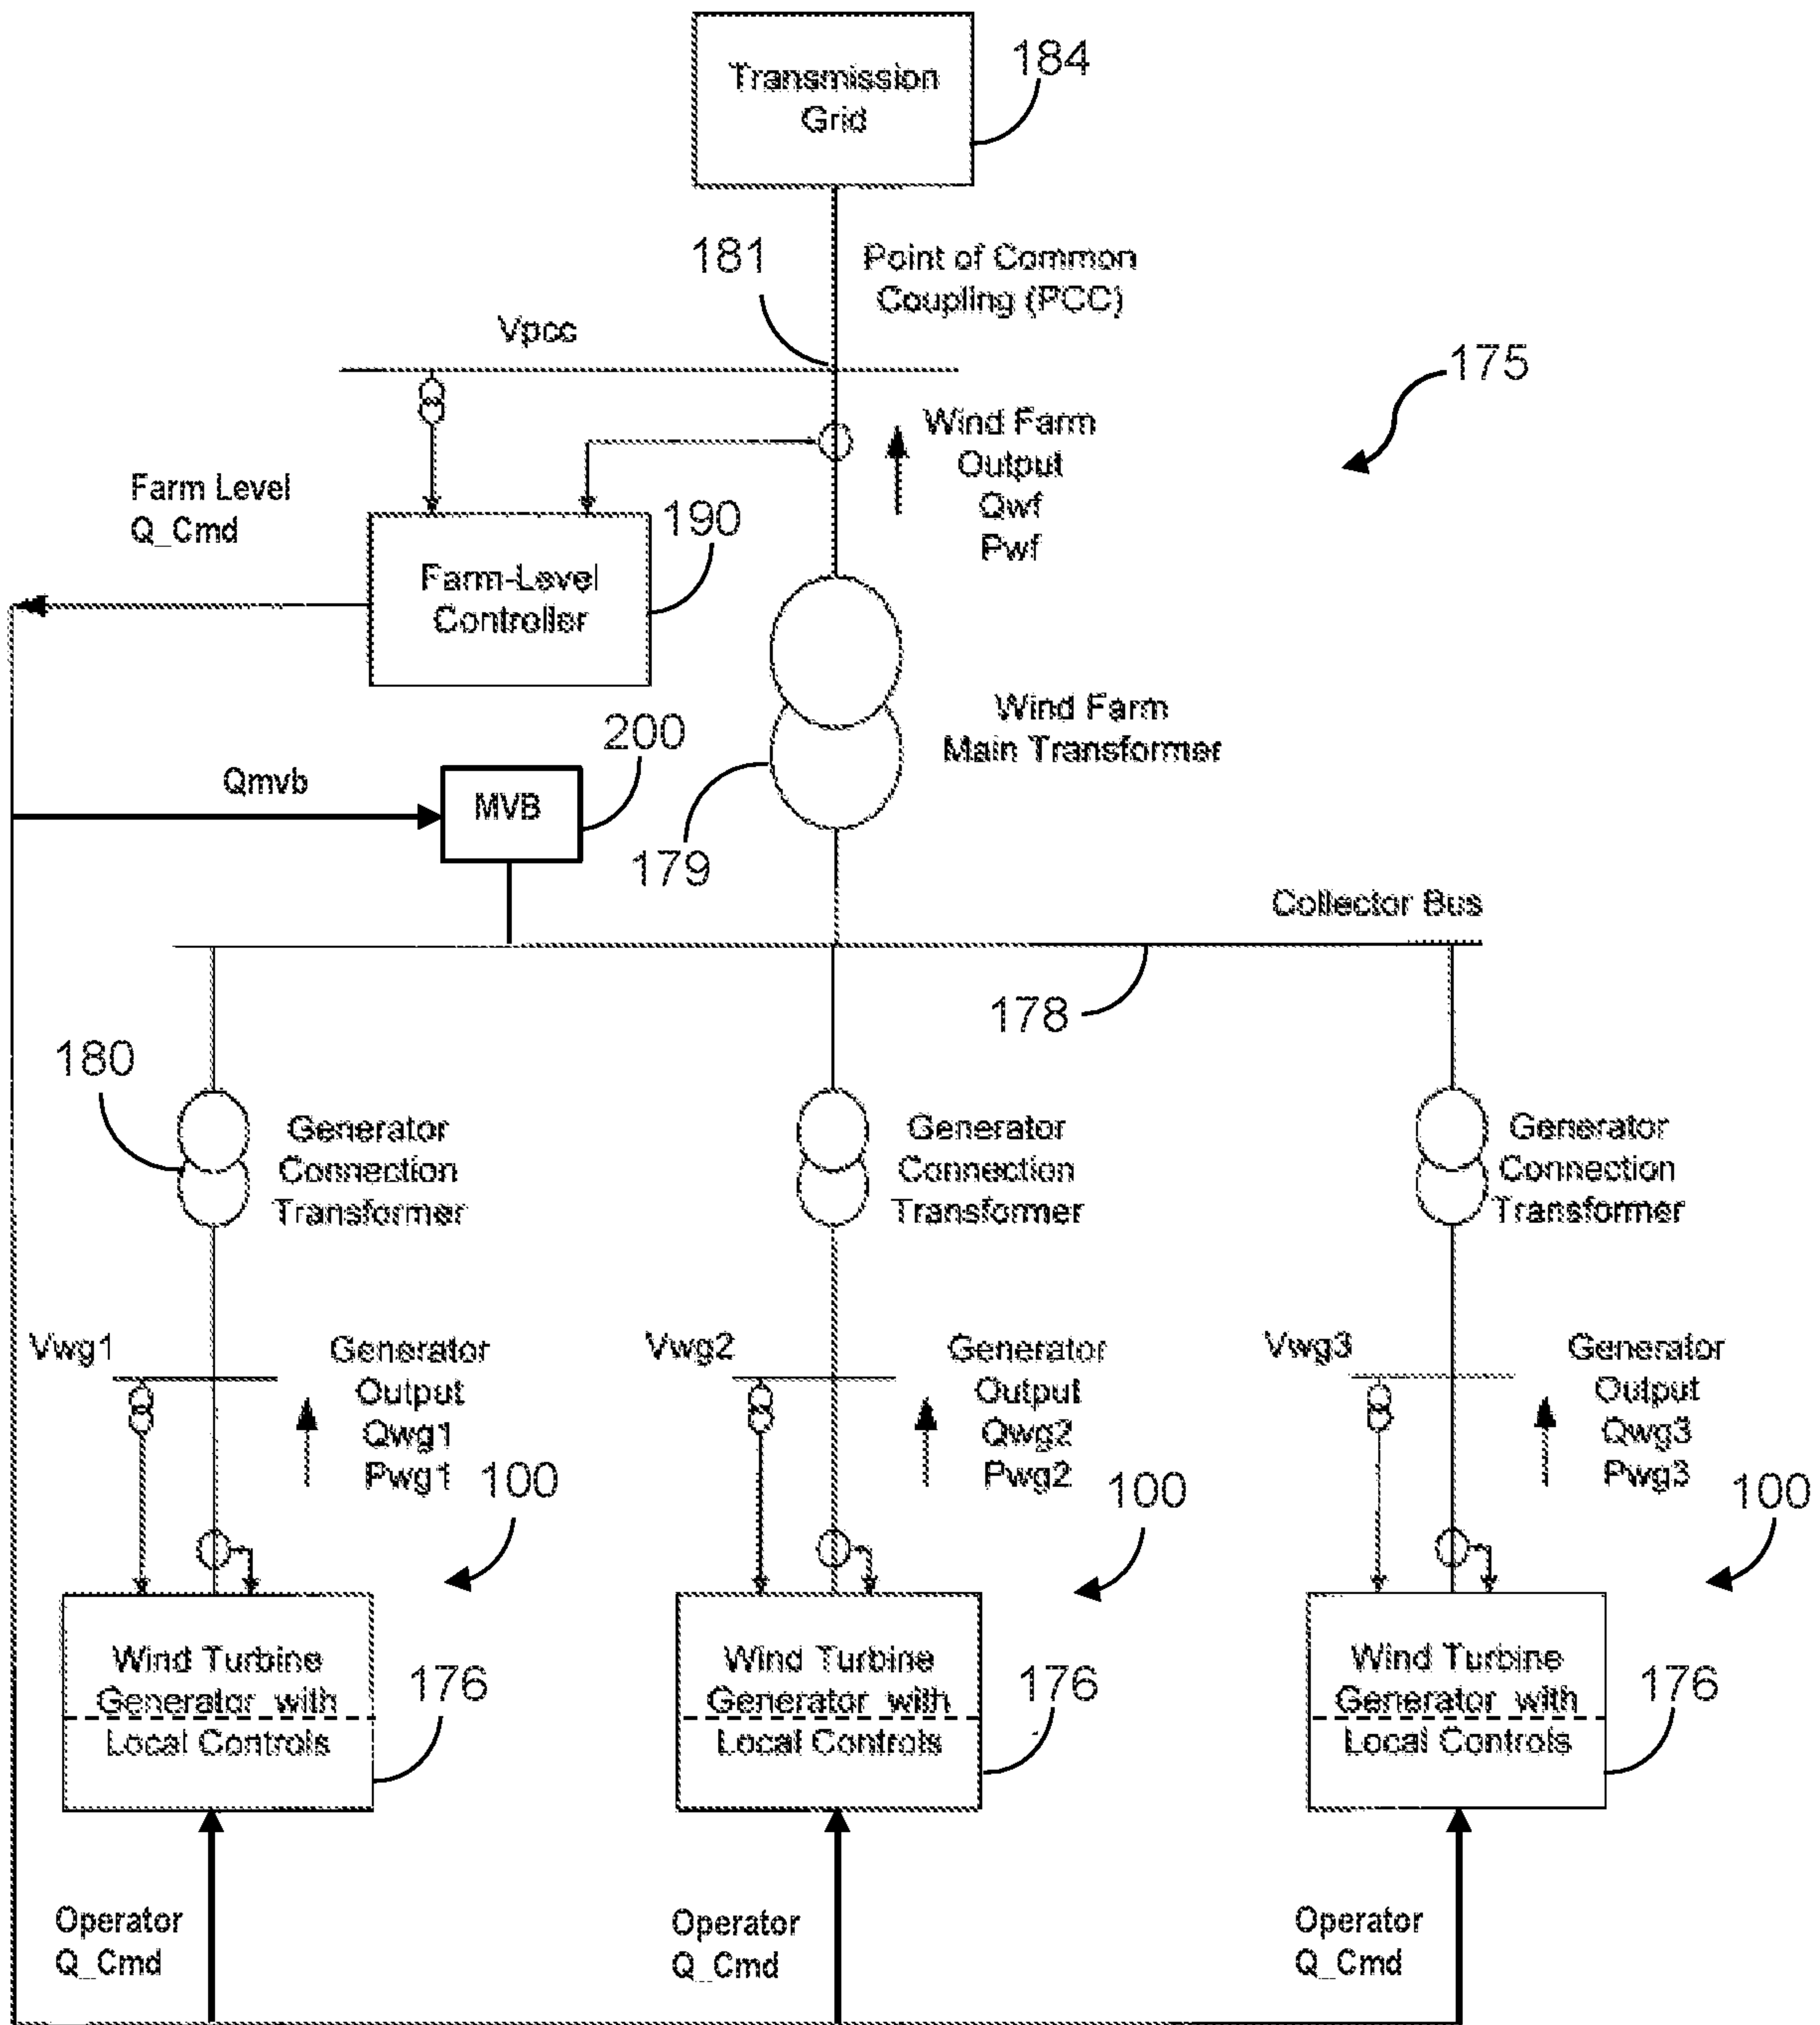 Transmission
Grid
184
181
Point of Common
Coupling (PCC)
Vpcc
175
Wind Farm
Output
Qwf
Pwf
Farm Level
Q_Cmd
190
Farm-Level
Controller
Wind Farm
Main Transformer
200
Qmvb
MVB
179
Collector Bus
178
180
Generator
Connection
Transformer
Generator
Connection
Transformer
Generator
Connection
Transformer
Vwg1
Generator
Output
Qwg1
Pwg1
Vwg2
Generator
Output
Qwg2
Pwg2
Vwg3
Generator
Output
Qwg3
Pwg3
100
100
100
Wind Turbine
Generator with
Local Controls
176
Wind Turbine
Generator with
Local Controls
176
Wind Turbine
Generator with
Local Controls
176
Operator
Q_Cmd
Operator
Q_Cmd
Operator
Q_Cmd